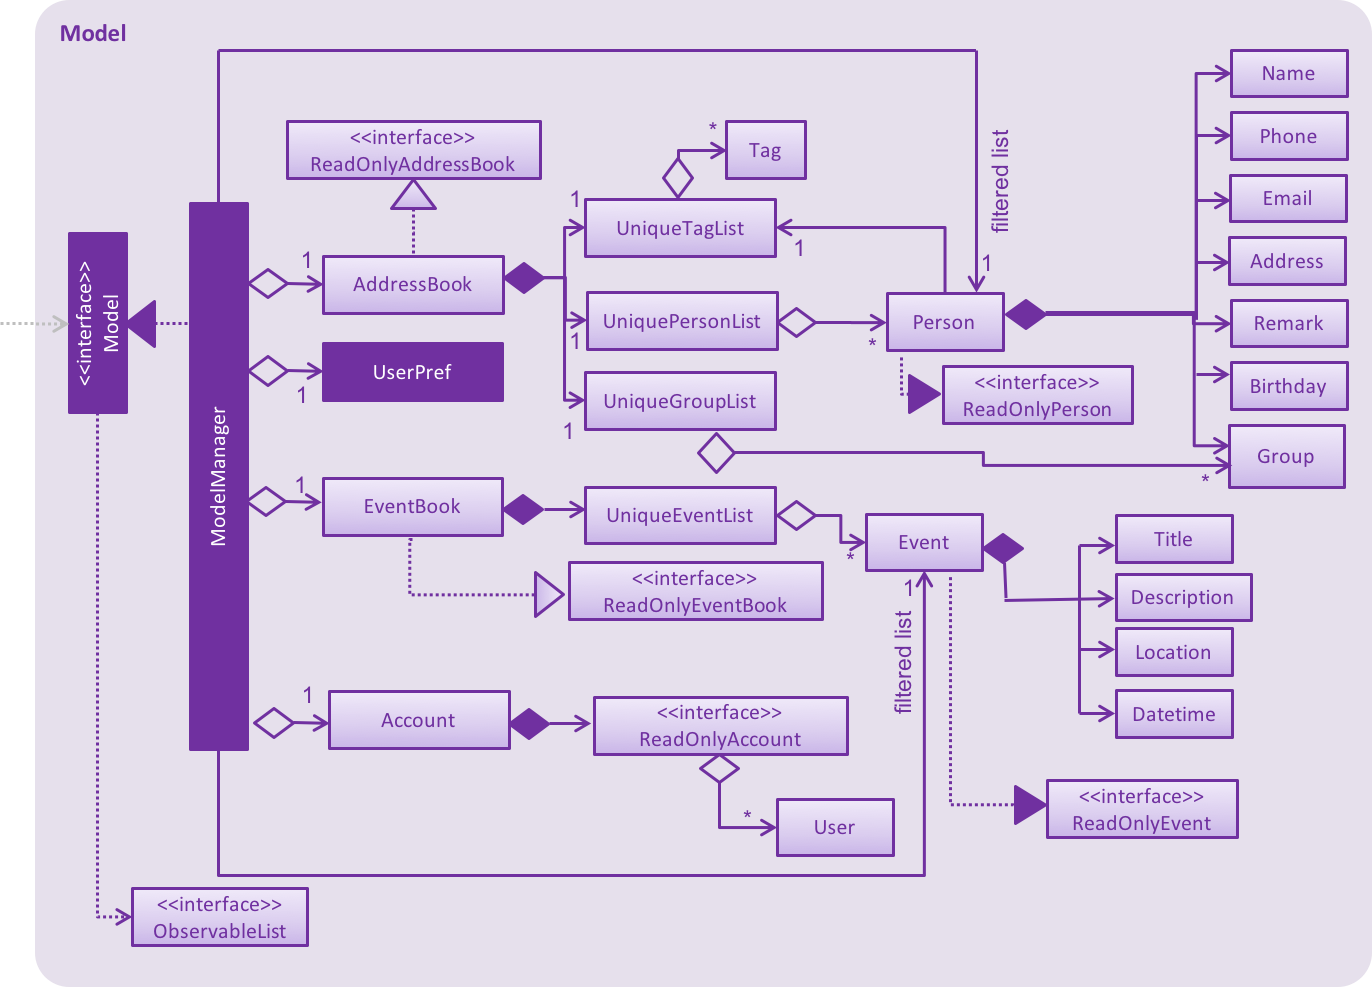 Model
<<interface>>
Model
ModelManager
<<interface>>
ReadOnlyAddressBook
1
AddressBook
1
UserPref
1
EventBook
1
Account
<<interface>>
ObservableList
*
Tag
1
UniqueTagList
1
UniquePersonList
1
UniqueGroupList
1
*
Person
filtered list
1
<<interface>>
ReadOnlyPerson
Name
Phone
Email
Address
Remark
Birthday
Group
*
UniqueEventList
*
Event
1
filtered list
<<interface>>
ReadOnlyEventBook
Title
Description
Location
Datetime
<<interface>>
ReadOnlyEvent
<<interface>>
ReadOnlyAccount
*
User